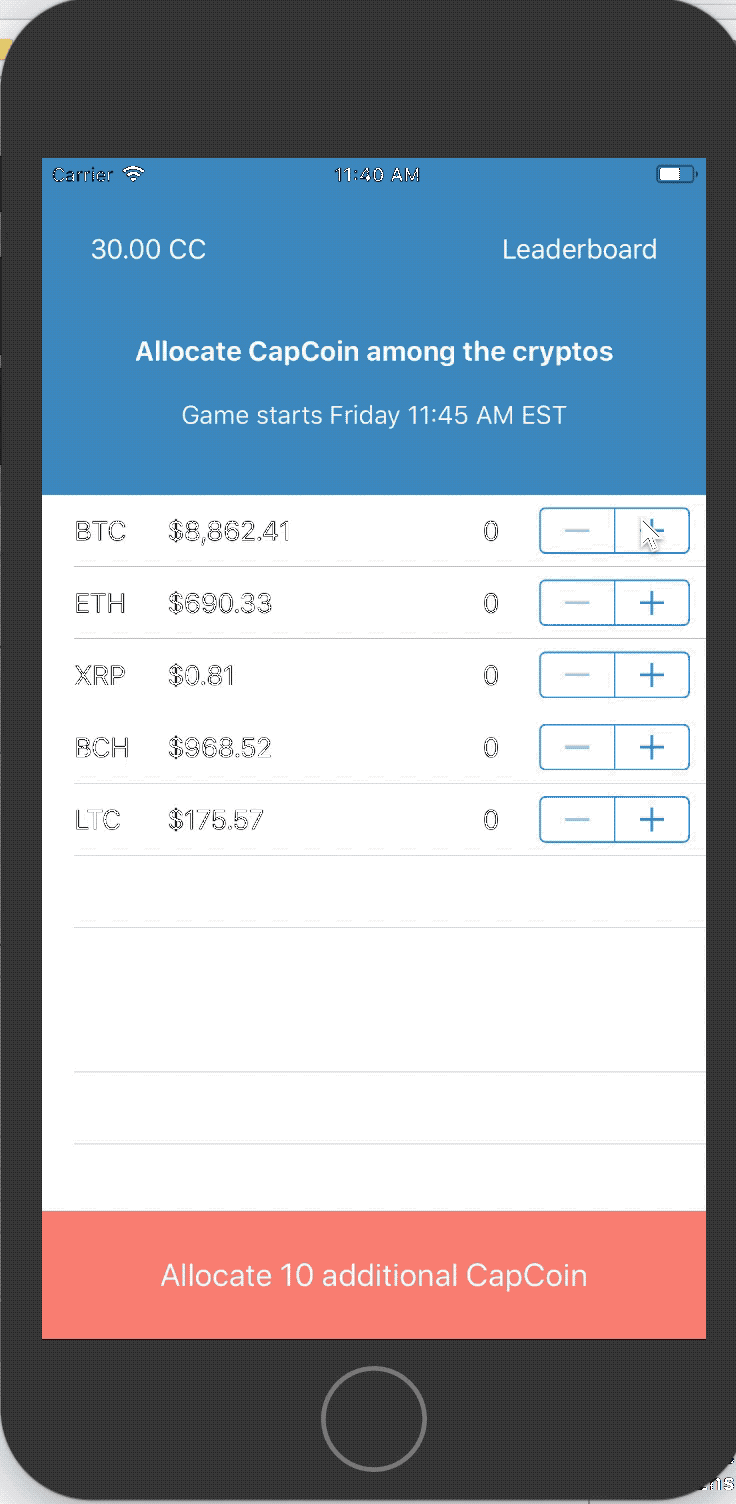 Carrier 11:40 AM
30.00 CC Leaderboard
Allocate CapCoin among the cryptos
Game starts Friday 11:45 AM EST
BTC $8,862.41 0 − +
ETH $690.33 0 − +
XRP $0.81 0 − +
BCH $968.52 0 − +
LTC $175.57 0 − +
Allocate 10 additional CapCoin